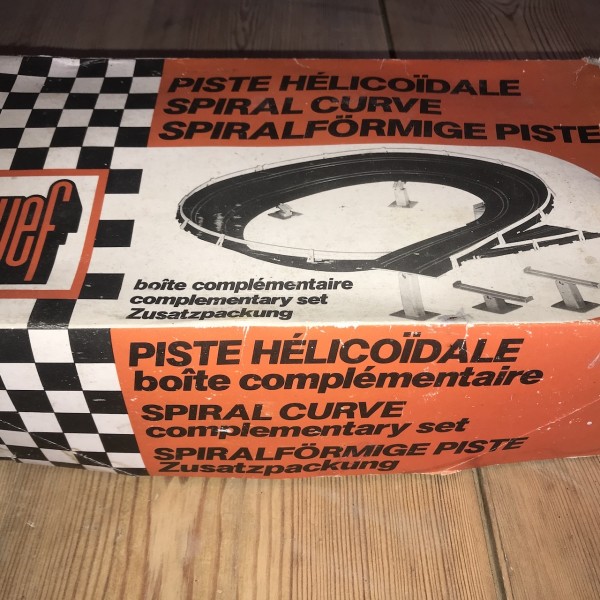 PISTE HÉLICOÏDALE
SPIRAL CURVE
SPIRALFÖRMIGE PISTE
uef
boîte complémentaire
complementary set
Zusatzpackung
PISTE HÉLICOÏDALE
boîte complémentaire
SPIRAL CURVE
complementary set
SPIRALFÖRMIGE PISTE
Zusatzpackung